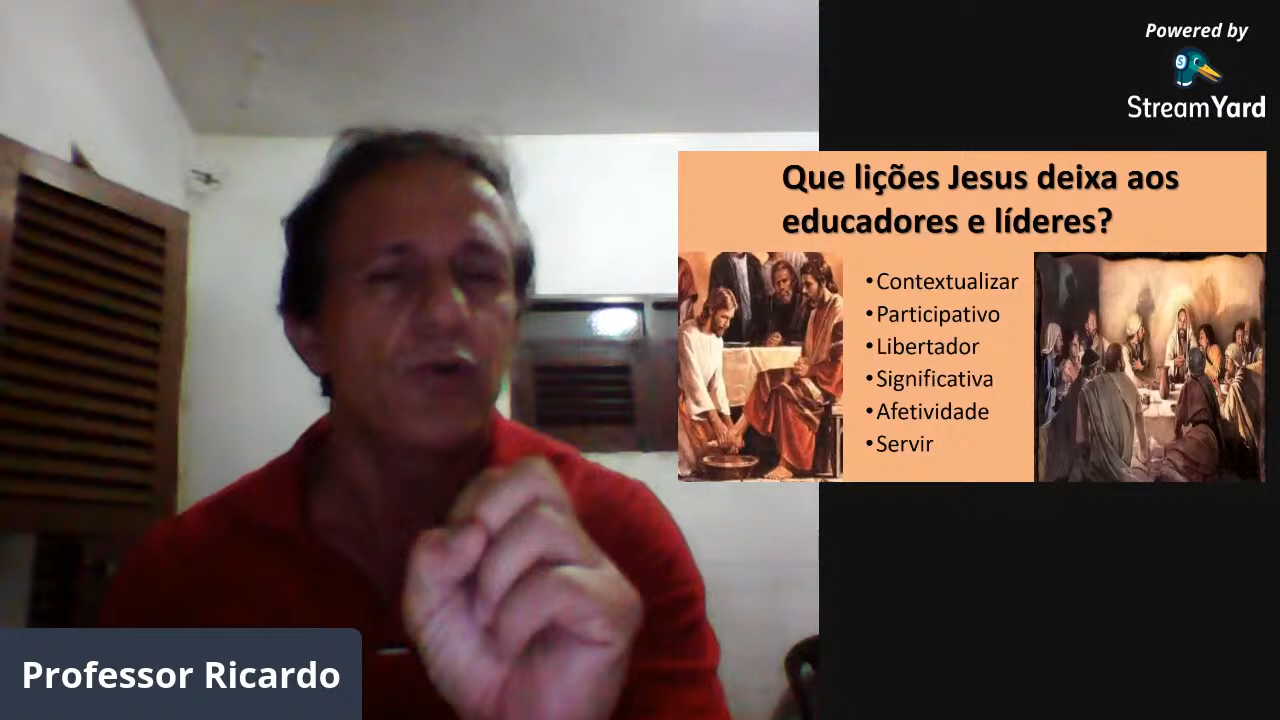 Powered by
StreamYard
Que lições Jesus deixa aos
educadores e líderes?
•Contextualizar
•Participativo
•Libertador
•Significativa
•Afetividade
•Servir
Professor Ricardo